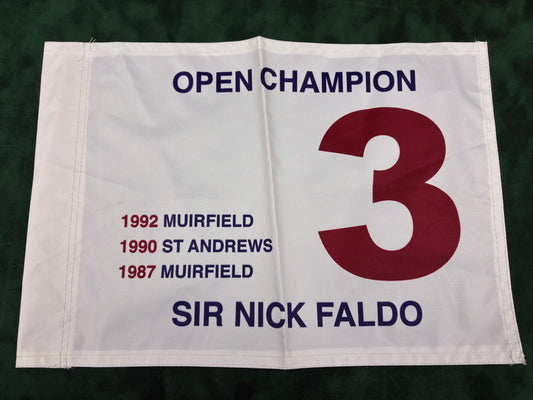 OPEN CHAMPION
3
1992 MUIRFIELD
1990 ST ANDREWS
1987 MUIRFIELD
SIR NICK FALDO